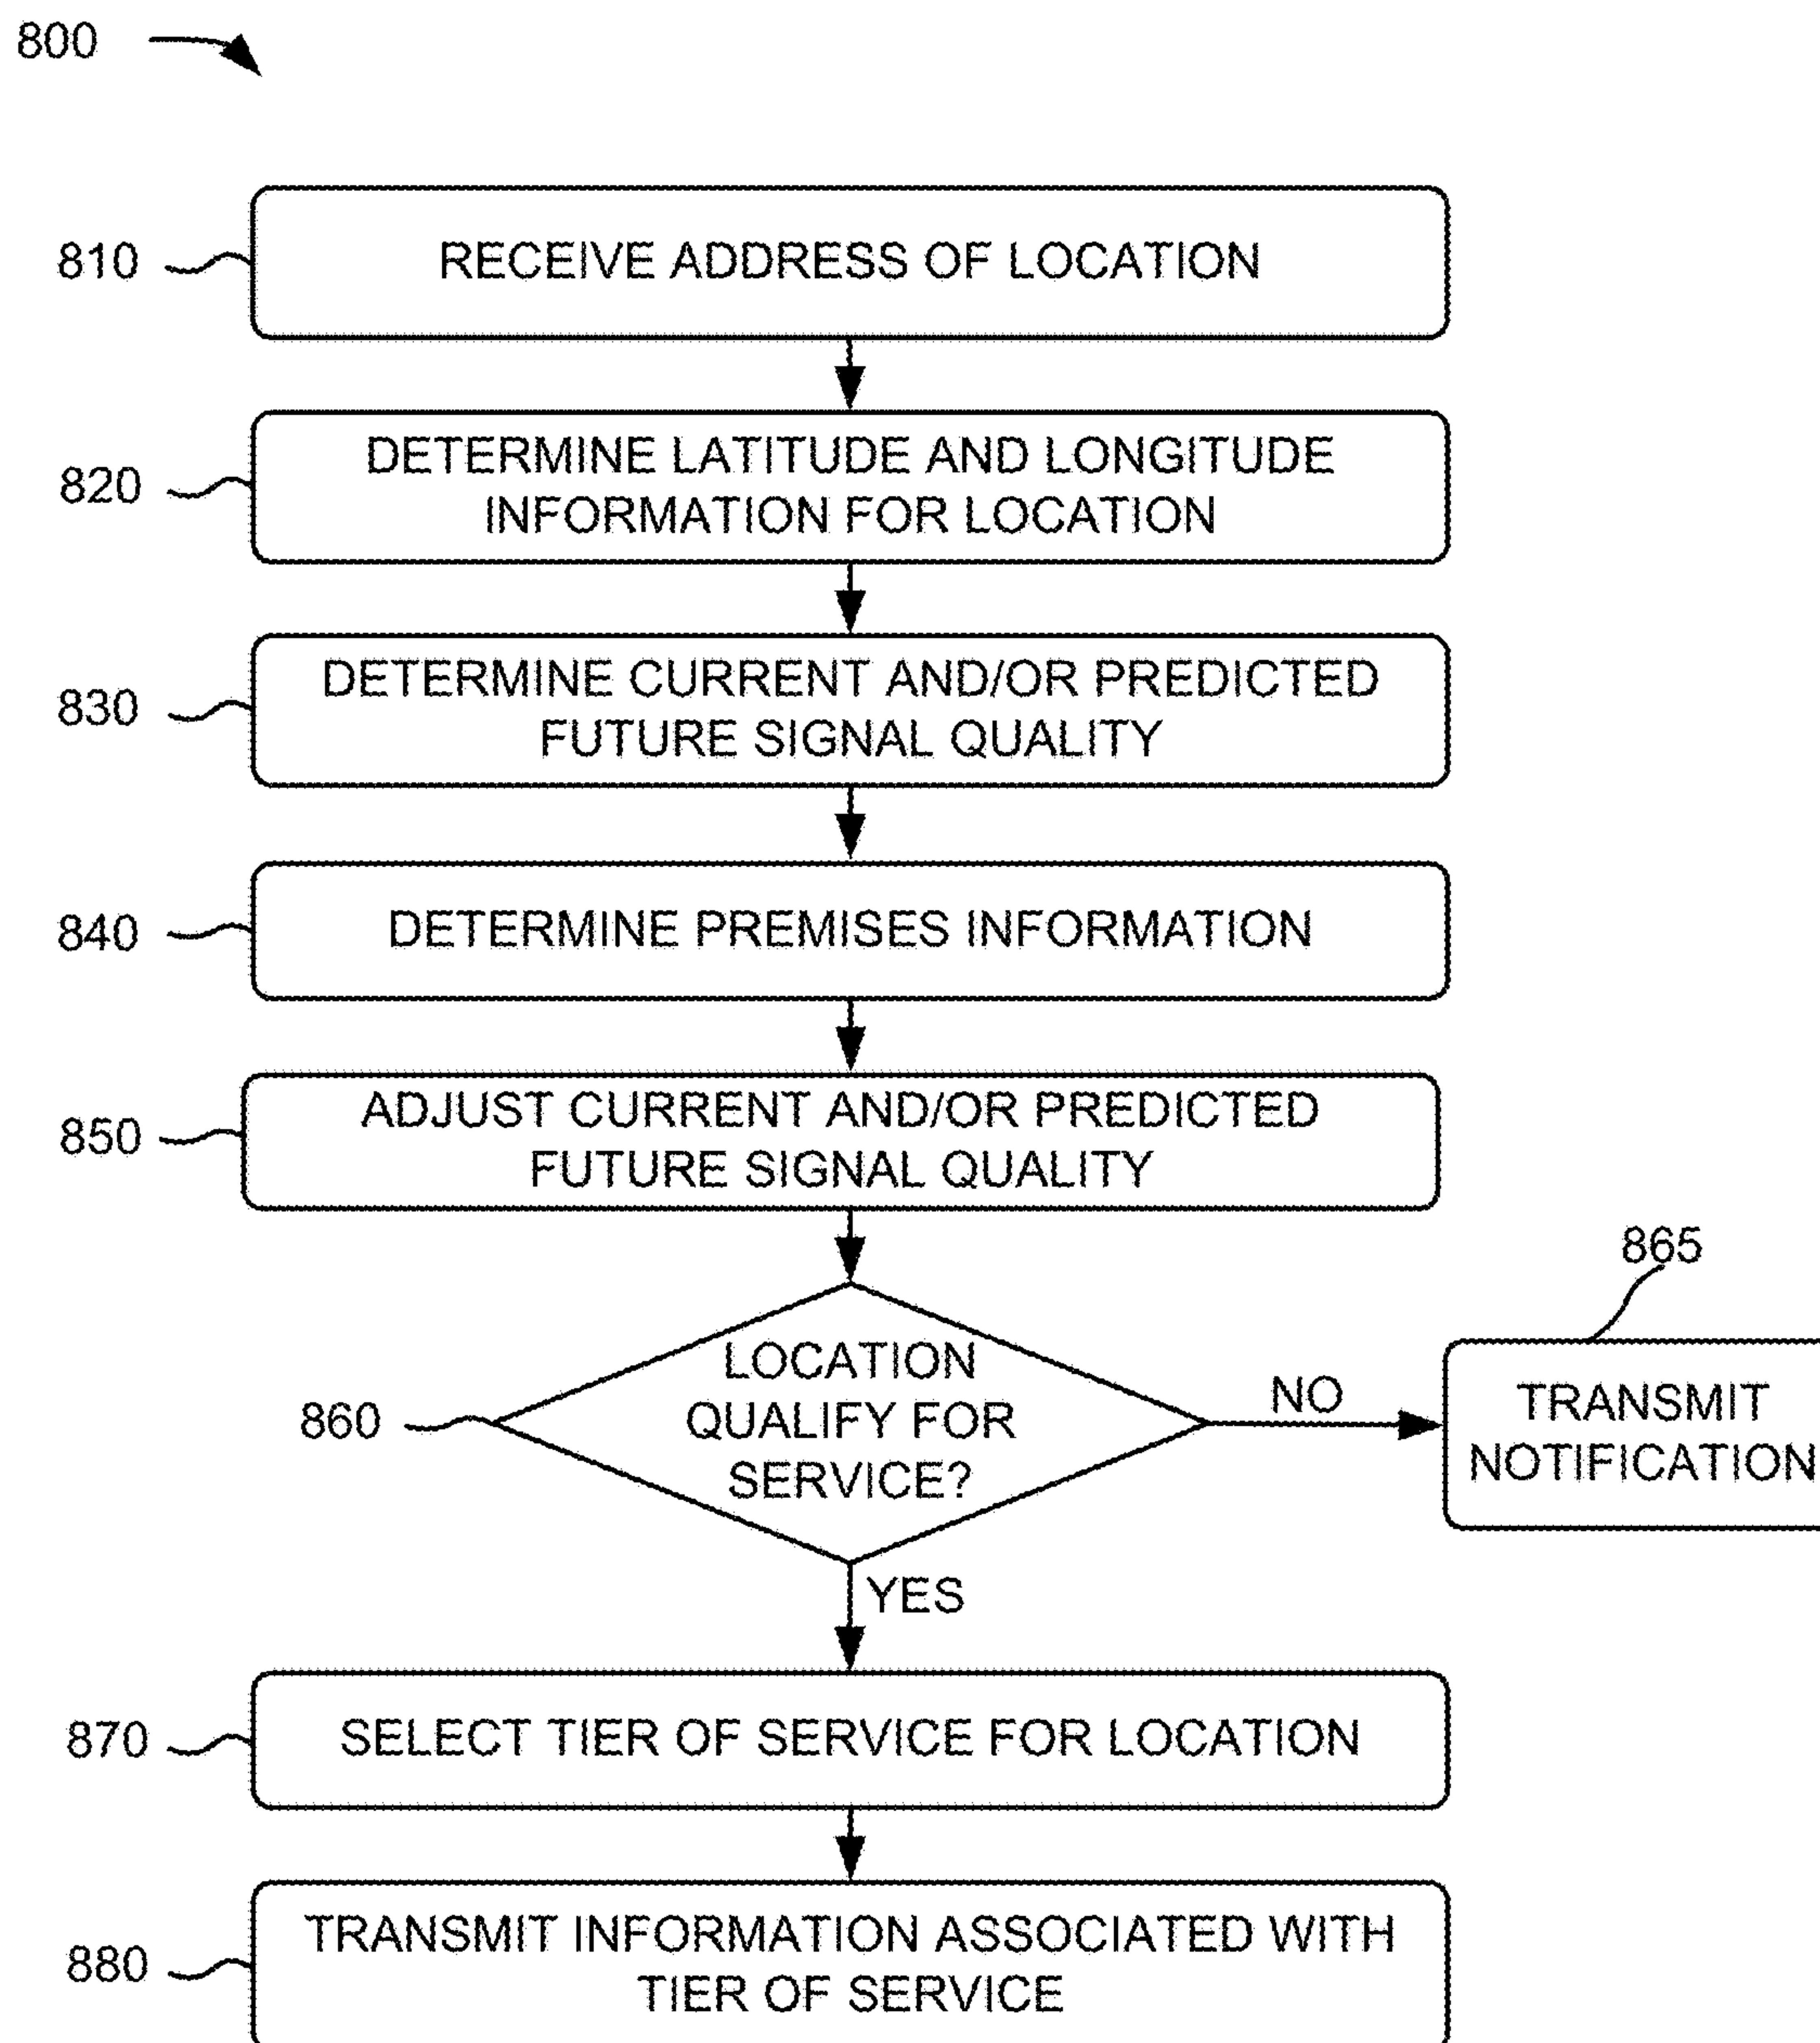 800
810
RECEIVE ADDRESS OF LOCATION
820
DETERMINE LATITUDE AND LONGITUDE
INFORMATION FOR LOCATION
830
DETERMINE CURRENT AND/OR PREDICTED
FUTURE SIGNAL QUALITY
840
DETERMINE PREMISES INFORMATION
850
ADJUST CURRENT AND/OR PREDICTED
FUTURE SIGNAL QUALITY
860
LOCATION
QUALIFY FOR
SERVICE?
NO
865
TRANSMIT
NOTIFICATION
YES
870
SELECT TIER OF SERVICE FOR LOCATION
880
TRANSMIT INFORMATION ASSOCIATED WITH
TIER OF SERVICE